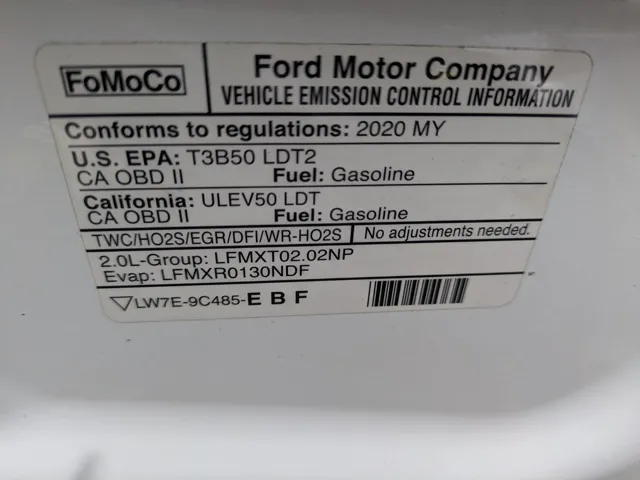 FoMoCo
Ford Motor Company
VEHICLE EMISSION CONTROL INFORMATION
Conforms to regulations: 2020 MY
U.S. EPA: T3B50 LDT2
CA OBD II Fuel: Gasoline
California: ULEV50 LDT
CA OBD II Fuel: Gasoline
TWC/HO2S/EGR/DFI/WR-HO2S No adjustments needed.
2.0L-Group: LFMXT02.02NP
Evap: LFMXR0130NDF
LW7E-9C485-E B F